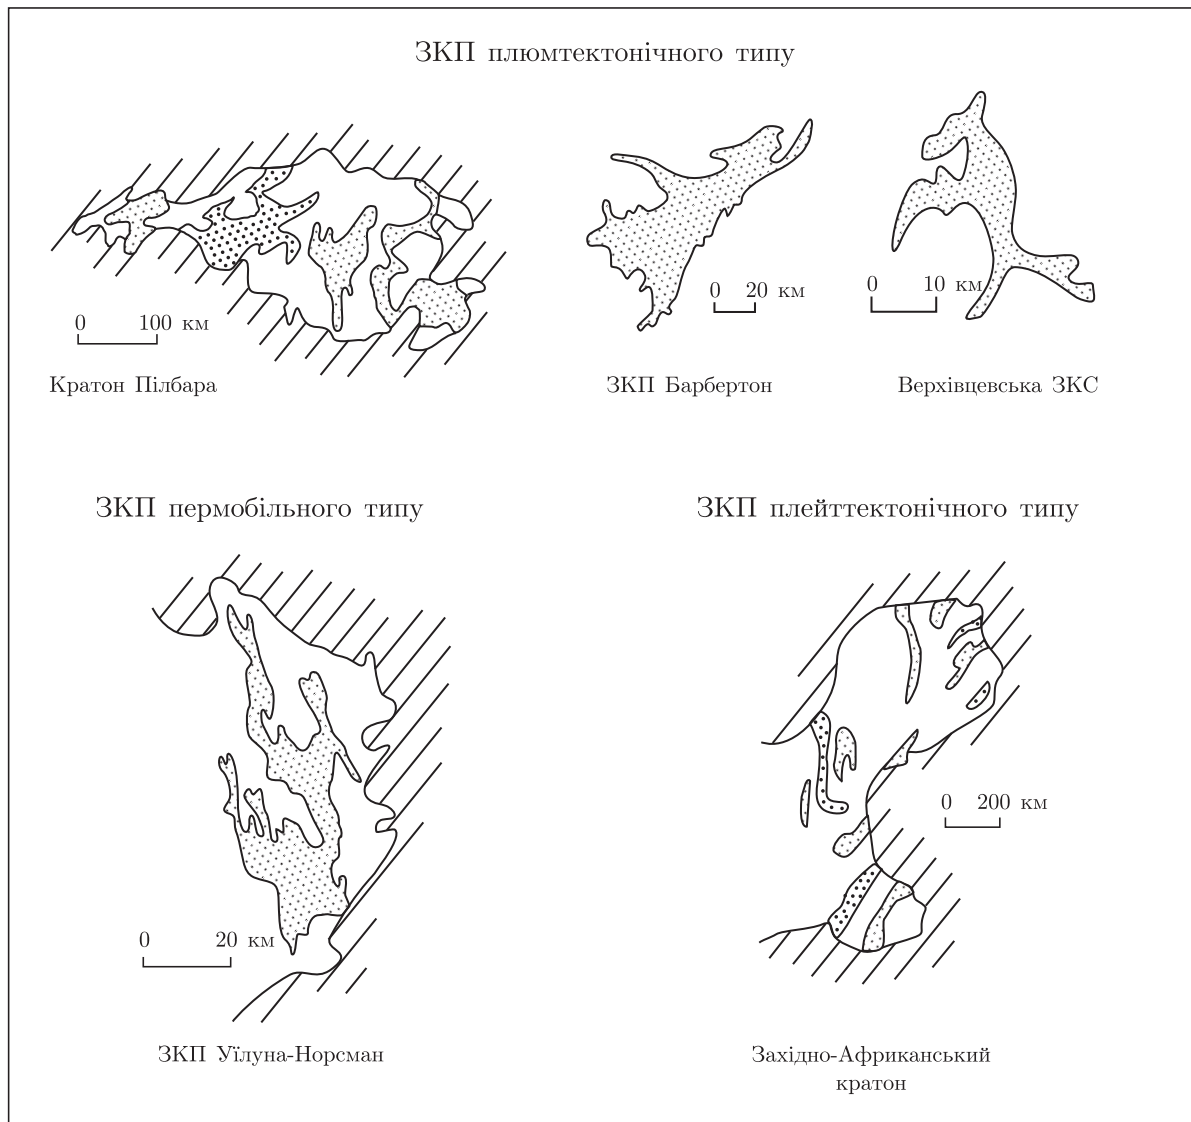 ЗКП плюмтектонічного типу
0 100 км
0 20 км
0 10 км
Кратон Пілбара
ЗКП Барбертон
Верхівцевська ЗКС
ЗКП пермобільного типу
ЗКП плейттектонічного типу
0 200 км
0 20 км
ЗКП Уїлуна-Норсман
Західно-Африканський
кратон